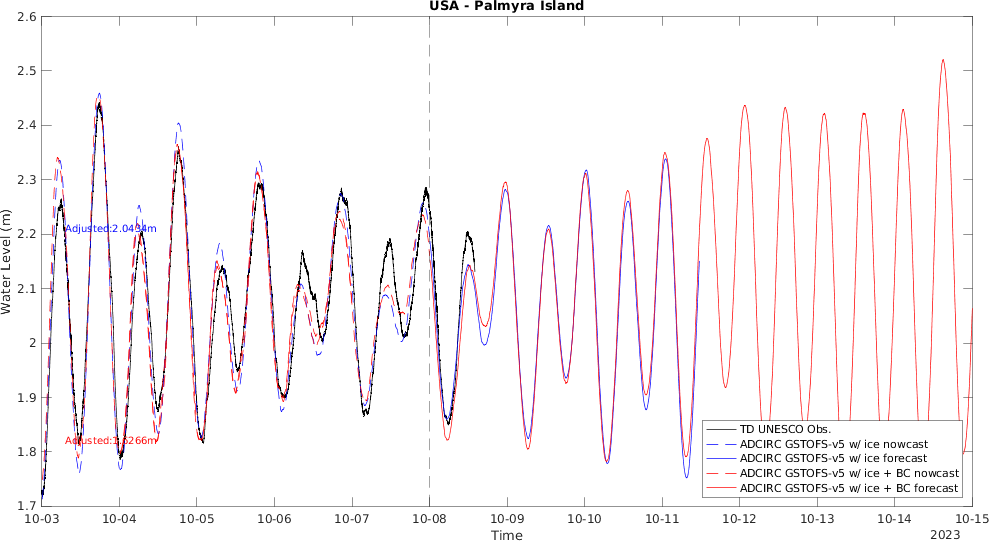 USA - Palmyra Island
2.6
2.5
2.4
2.3
2.2
2.1
2
1.9
1.8
1.7
Water Level (m)
Adjusted:2.0434m
Adjusted:1.6266m
TD UNESCO Obs.
ADCIRC GSTOFS-v5 w/ ice nowcast
ADCIRC GSTOFS-v5 w/ ice forecast
ADCIRC GSTOFS-v5 w/ ice + BC nowcast
ADCIRC GSTOFS-v5 w/ ice + BC forecast
10-03 10-04 10-05 10-06 10-07 10-08 10-09 10-10 10-11 10-12 10-13 10-14 10-15
Time
2023